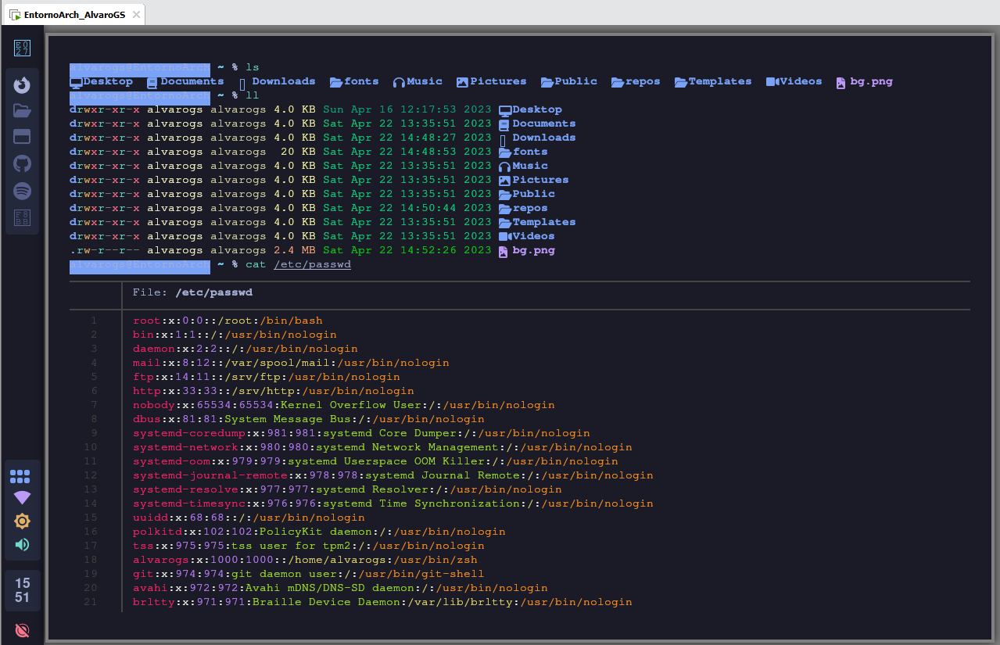 EntornoArch_AlvaroGS
E0
27
F8
BB
15
51
alvarogs@EntornoArch ~ % ls
Desktop Documents Downloads fonts Music Pictures Public repos Templates Videos bg.png
alvarogs@EntornoArch ~ % ll
drwxr-xr-x alvarogs alvarogs 4.0 KB Sun Apr 16 12:17:53 2023 Desktop
drwxr-xr-x alvarogs alvarogs 4.0 KB Sat Apr 22 13:35:51 2023 Documents
drwxr-xr-x alvarogs alvarogs 4.0 KB Sat Apr 22 14:48:27 2023 Downloads
drwxr-xr-x alvarogs alvarogs 20 KB Sat Apr 22 14:48:53 2023 fonts
drwxr-xr-x alvarogs alvarogs 4.0 KB Sat Apr 22 13:35:51 2023 Music
drwxr-xr-x alvarogs alvarogs 4.0 KB Sat Apr 22 13:35:51 2023 Pictures
drwxr-xr-x alvarogs alvarogs 4.0 KB Sat Apr 22 13:35:51 2023 Public
drwxr-xr-x alvarogs alvarogs 4.0 KB Sat Apr 22 14:50:44 2023 repos
drwxr-xr-x alvarogs alvarogs 4.0 KB Sat Apr 22 13:35:51 2023 Templates
drwxr-xr-x alvarogs alvarogs 4.0 KB Sat Apr 22 13:35:51 2023 Videos
.rw-r--r-- alvarogs alvarogs 2.4 MB Sat Apr 22 14:52:26 2023 bg.png
alvarogs@EntornoArch ~ % cat /etc/passwd
File: /etc/passwd
1 root:x:0:0::/root:/bin/bash
2 bin:x:1:1::/:/usr/bin/nologin
3 daemon:x:2:2::/:/usr/bin/nologin
4 mail:x:8:12::/var/spool/mail:/usr/bin/nologin
5 ftp:x:14:11::/srv/ftp:/usr/bin/nologin
6 http:x:33:33::/srv/http:/usr/bin/nologin
7 nobody:x:65534:65534:Kernel Overflow User:/:/usr/bin/nologin
8 dbus:x:81:81:System Message Bus:/:/usr/bin/nologin
9 systemd-coredump:x:981:981:systemd Core Dumper:/:/usr/bin/nologin
10 systemd-network:x:980:980:systemd Network Management:/:/usr/bin/nologin
11 systemd-oom:x:979:979:systemd Userspace OOM Killer:/:/usr/bin/nologin
12 systemd-journal-remote:x:978:978:systemd Journal Remote:/:/usr/bin/nologin
13 systemd-resolve:x:977:977:systemd Resolver:/:/usr/bin/nologin
14 systemd-timesync:x:976:976:systemd Time Synchronization:/:/usr/bin/nologin
15 uuidd:x:68:68::/:/usr/bin/nologin
16 polkitd:x:102:102:PolicyKit daemon:/:/usr/bin/nologin
17 tss:x:975:975:tss user for tpm2:/:/usr/bin/nologin
18 alvarogs:x:1000:1000::/home/alvarogs:/usr/bin/zsh
19 git:x:974:974:git daemon user:/:/usr/bin/git-shell
20 avahi:x:972:972:Avahi mDNS/DNS-SD daemon:/:/usr/bin/nologin
21 brltty:x:971:971:Braille Device Daemon:/var/lib/brltty:/usr/bin/nologin